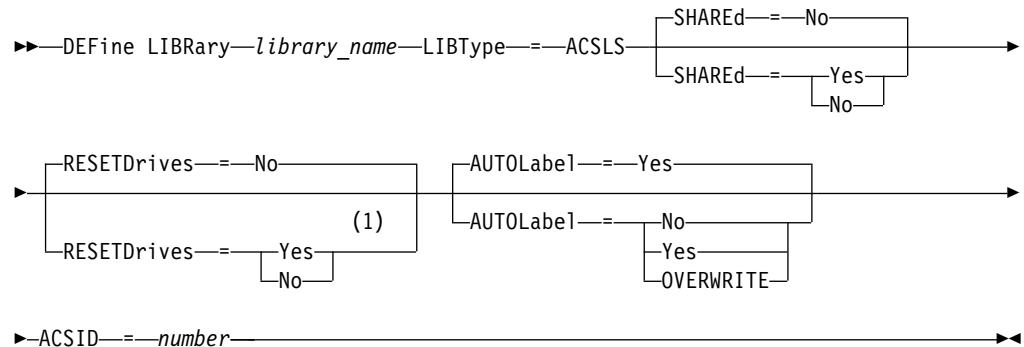 SHAREd = No
DEFine LIBRary library_name LIBType = ACSLS
SHAREd = Yes
No
RESETDrives = No
AUTOLabel = Yes
(1)
RESETDrives = Yes
No
AUTOLabel = No
Yes
OVERWRITE
ACSID = number